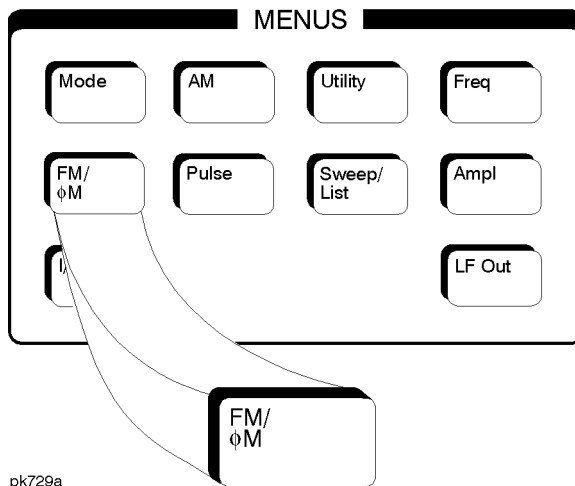 MENUS
Mode
AM
Utility
Freq
FM/
ϕM
Pulse
Sweep/
List
Ampl
I/
LF Out
FM/
ϕM
pk729a